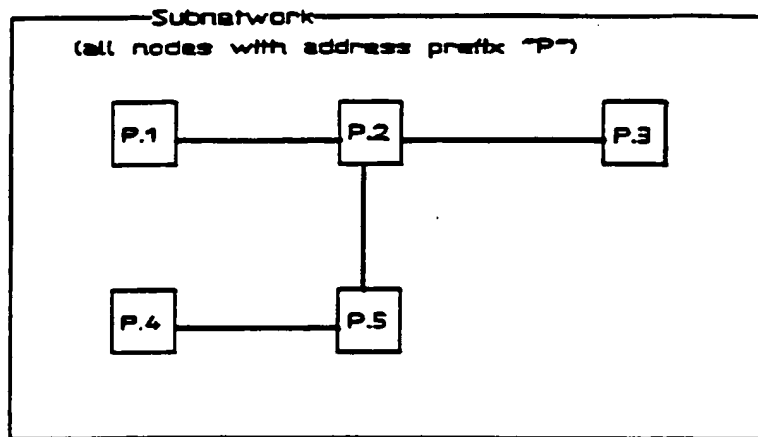 Subnetwork
(all nodes with address prefix "P")
P.1 P.2 P.3
P.4 P.5